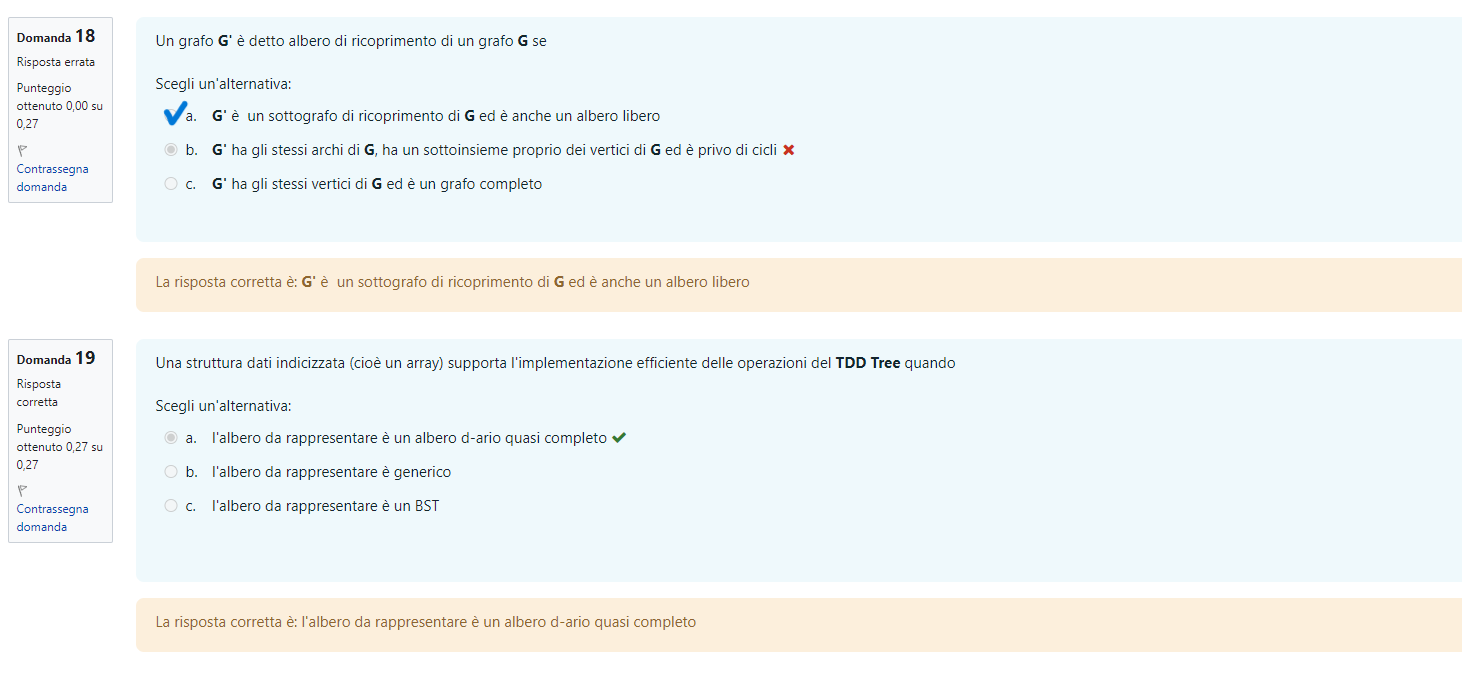 Domanda 18
Risposta errata
Punteggio
ottenuto 0,00 su
0,27
Contrassegna
domanda
Un grafo G' è detto albero di ricoprimento di un grafo G se
Scegli un'alternativa:
a. G' è un sottografo di ricoprimento di G ed è anche un albero libero
b. G' ha gli stessi archi di G, ha un sottoinsieme proprio dei vertici di G ed è privo di cicli
c. G' ha gli stessi vertici di G ed è un grafo completo
La risposta corretta è: G' è un sottografo di ricoprimento di G ed è anche un albero libero
Domanda 19
Risposta
corretta
Punteggio
ottenuto 0,27 su
0,27
Contrassegna
domanda
Una struttura dati indicizzata (cioè un array) supporta l'implementazione efficiente delle operazioni del TDD Tree quando
Scegli un'alternativa:
a. l'albero da rappresentare è un albero d-ario quasi completo
b. l'albero da rappresentare è generico
c. l'albero da rappresentare è un BST
La risposta corretta è: l'albero da rappresentare è un albero d-ario quasi completo